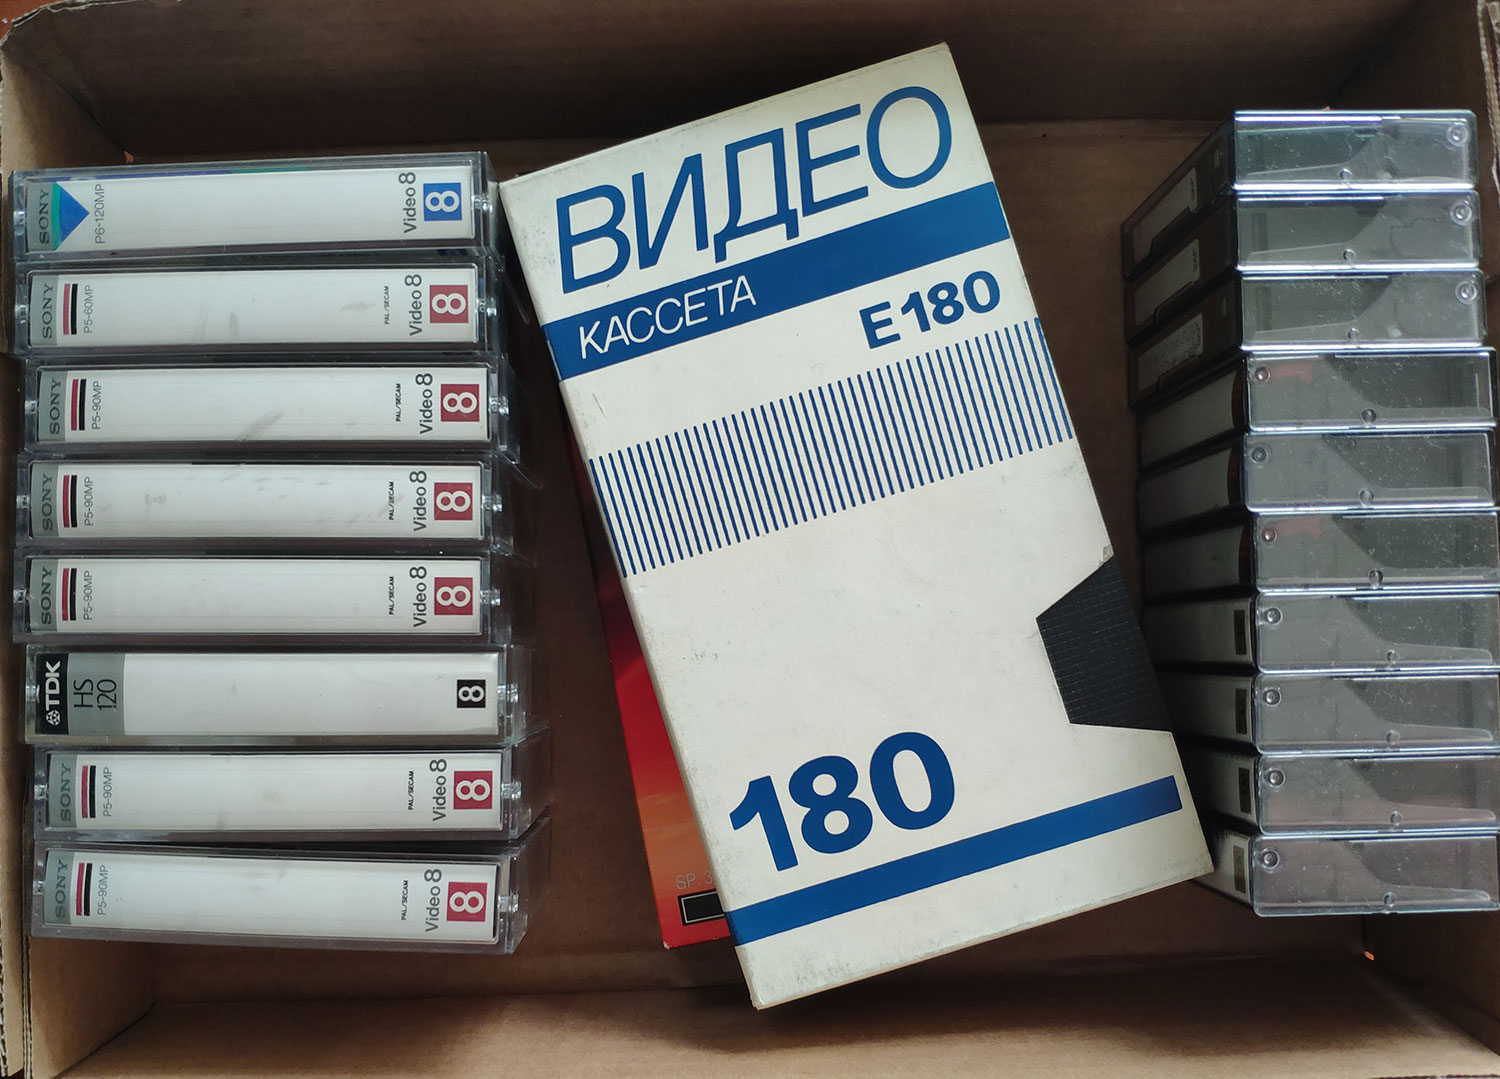 SONY
P6-120MP
Video 8
8
SONY
P5-60MP
PAL/SECAM
Video 8
8
SONY
P5-90MP
PAL/SECAM
Video 8
8
SONY
P5-90MP
PAL/SECAM
Video 8
8
SONY
P5-90MP
PAL/SECAM
Video 8
8
TDK
HS
120
8
SONY
P5-90MP
PAL/SECAM
Video 8
8
SONY
P5-90MP
PAL/SECAM
Video 8
8
ВИДЕО
КАССЕТА
E180
180
SP: 3